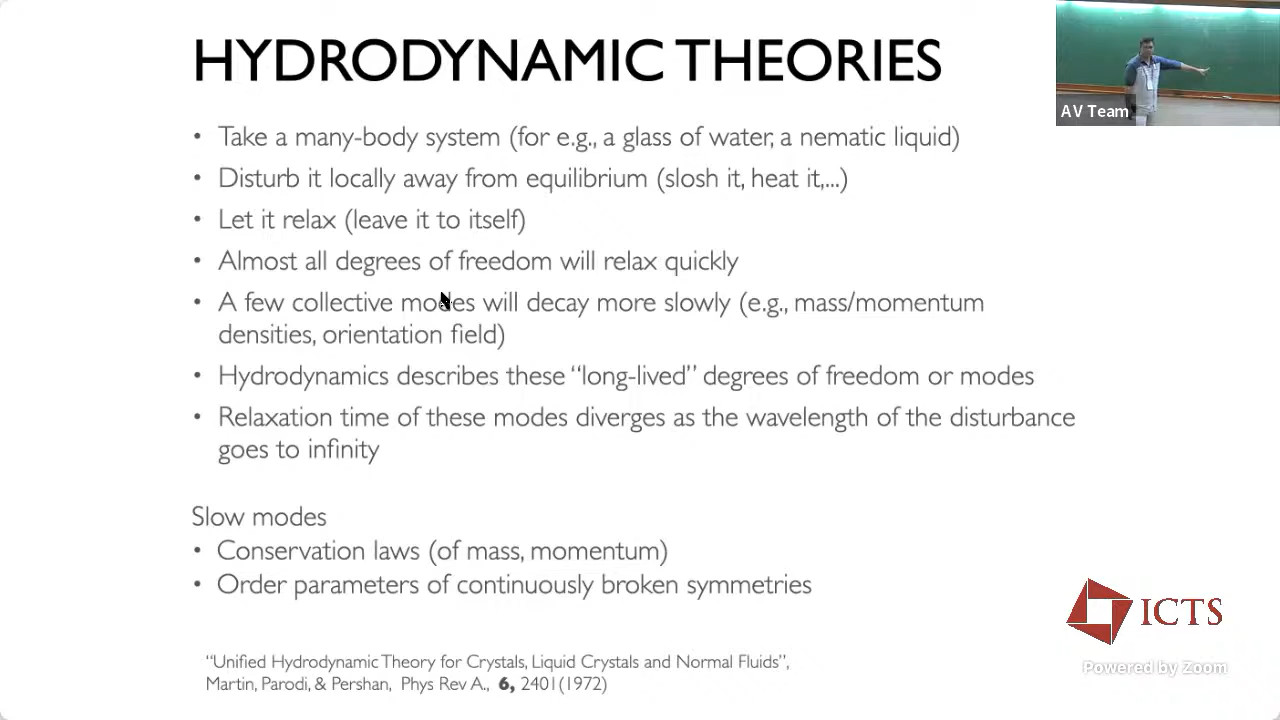 HYDRODYNAMIC THEORIES
AV Team
• Take a many-body system (for e.g., a glass of water, a nematic liquid)
• Disturb it locally away from equilibrium (slosh it, heat it,...)
• Let it relax (leave it to itself)
• Almost all degrees of freedom will relax quickly
• A few collective modes will decay more slowly (e.g., mass/momentum
densities, orientation field)
• Hydrodynamics describes these “long-lived” degrees of freedom or modes
• Relaxation time of these modes diverges as the wavelength of the disturbance
goes to infinity
Slow modes
• Conservation laws (of mass, momentum)
• Order parameters of continuously broken symmetries
ICTS
Powered by Zoom
“Unified Hydrodynamic Theory for Crystals, Liquid Crystals and Normal Fluids”,
Martin, Parodi, & Pershan, Phys Rev A., 6, 2401(1972)